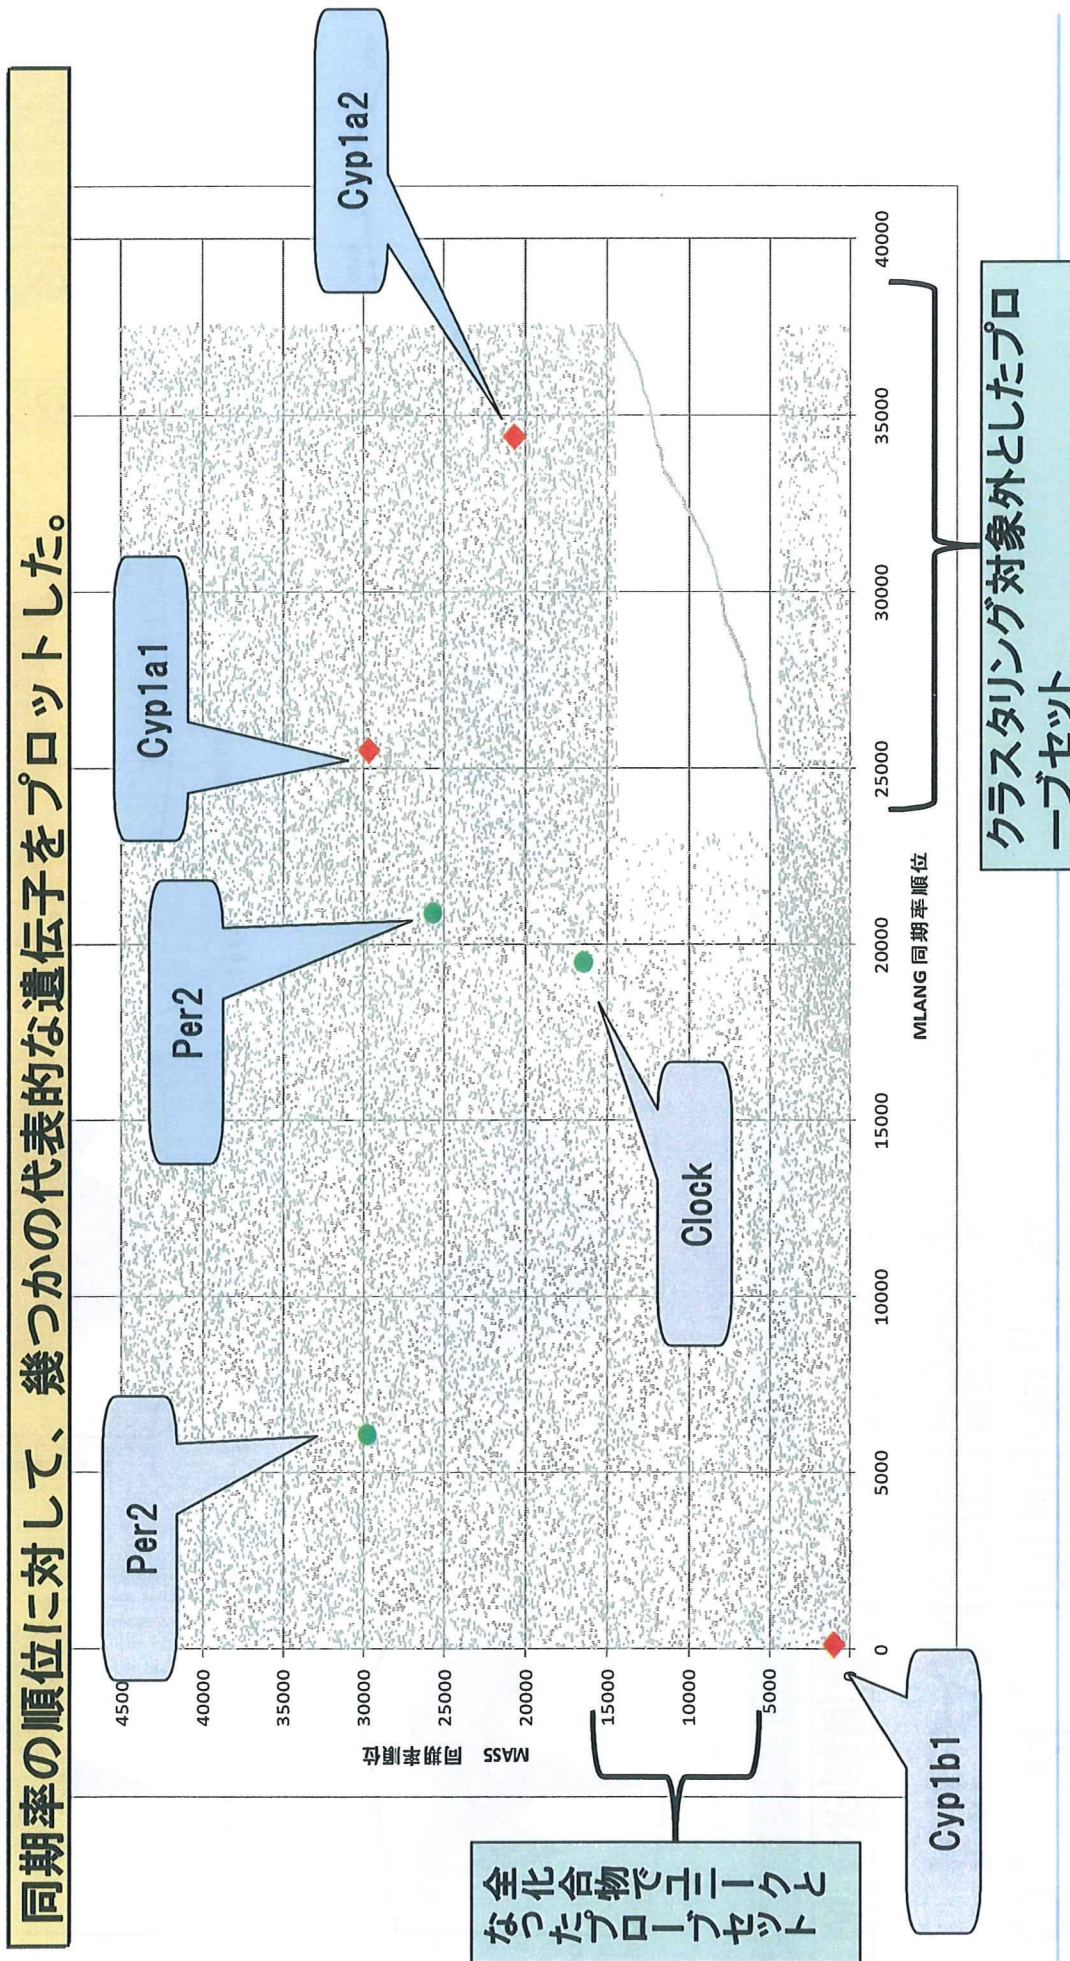 同期率の順位に対して、幾つかの代表的な遺伝子をプロットした。
Per2
Per2
Cyp1a1
Cyp1a2
Clock
Cyp1b1
MAS5 同期率順位
4500
40000
30000
25000
20000
15000
10000
5000
0
5000
10000
15000
20000
25000
30000
35000
40000
MLANG 同期率順位
全化合物でユニークと
なったプローブセット
クラスタリング対象外としたプロ
ーブセット